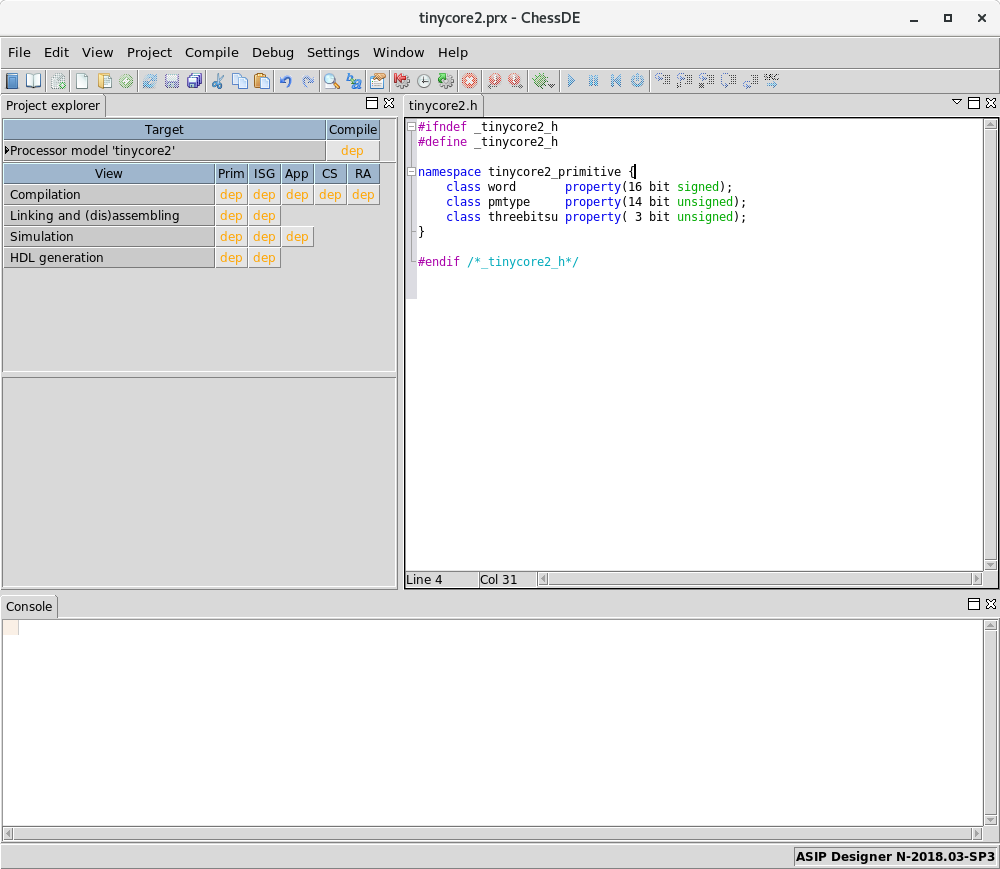 tinycore2.prx - ChessDE
File Edit View Project Compile Debug Settings Window Help
Project explorer
Target Compile
Processor model 'tinycore2' dep
View Prim ISG App CS RA
Compilation dep dep dep dep dep
Linking and (dis)assembling dep dep
Simulation dep dep dep
HDL generation dep dep
tinycore2.h
#ifndef _tinycore2_h
#define _tinycore2_h
namespace tinycore2_primitive {
    class word       property(16 bit signed);
    class pmtype     property(14 bit unsigned);
    class threebitsu property( 3 bit unsigned);
}
#endif /*_tinycore2_h*/
Line 4 Col 31
Console
ASIP Designer N-2018.03-SP3